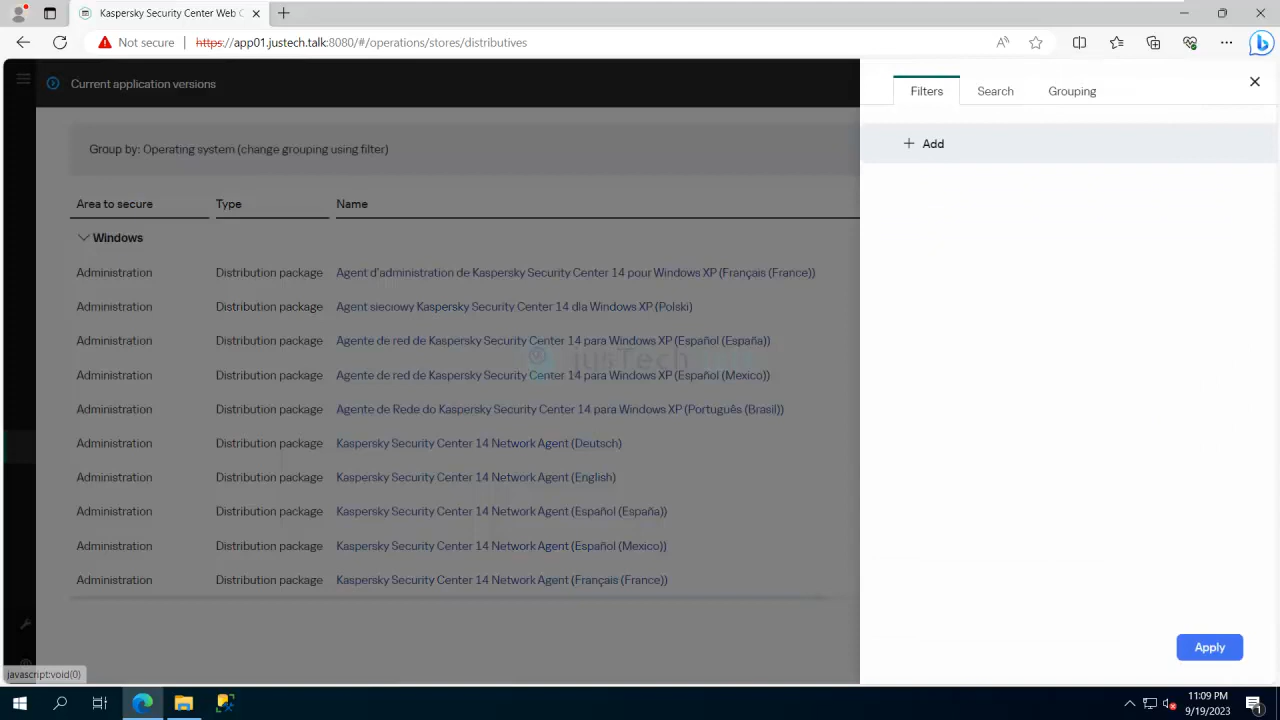 Kaspersky Security Center Web C
Not secure
https://app01.justech.talk:8080/#/operations/stores/distributives
Current application versions
Group by: Operating system (change grouping using filter)
Area to secure Type Name
Windows
Administration Distribution package Agent d'administration de Kaspersky Security Center 14 pour Windows XP (Français (France))
Administration Distribution package Agent sieciowy Kaspersky Security Center 14 dla Windows XP (Polski)
Administration Distribution package Agente de red de Kaspersky Security Center 14 para Windows XP (Español (España))
Administration Distribution package Agente de red de Kaspersky Security Center 14 para Windows XP (Español (Mexico))
Administration Distribution package Agente de Rede do Kaspersky Security Center 14 para Windows XP (Português (Brasil))
Administration Distribution package Kaspersky Security Center 14 Network Agent (Deutsch)
Administration Distribution package Kaspersky Security Center 14 Network Agent (English)
Administration Distribution package Kaspersky Security Center 14 Network Agent (Español (España))
Administration Distribution package Kaspersky Security Center 14 Network Agent (Español (Mexico))
Administration Distribution package Kaspersky Security Center 14 Network Agent (Français (France))
jusTech
Filters Search Grouping
+ Add
Apply
javascript:void(0)
11:09 PM
9/19/2023
1